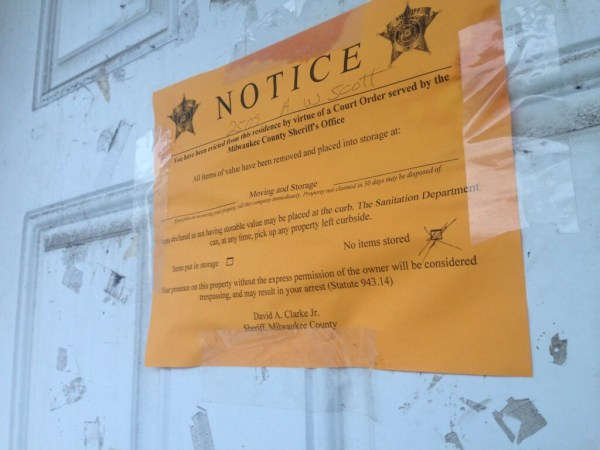 NOTICE
2009 A W Scott
You have been evicted from this residence by virtue of a Court Order served by the
Milwaukee County Sheriff's Office
All items of value have been removed and placed into storage at:
Moving and Storage
property, call this company immediately. Property not claimed in 30 days may be disposed of
declared as not having storable value may be placed at the curb. The Sanitation Department
can, at any time, pick up any property left curbside.
Items put in storage ☐ No items stored ☒
Your presence on this property without the express permission of the owner will be considered
trespassing, and may result in your arrest (Statute 943.14)
David A. Clarke Jr.
Sheriff, Milwaukee County